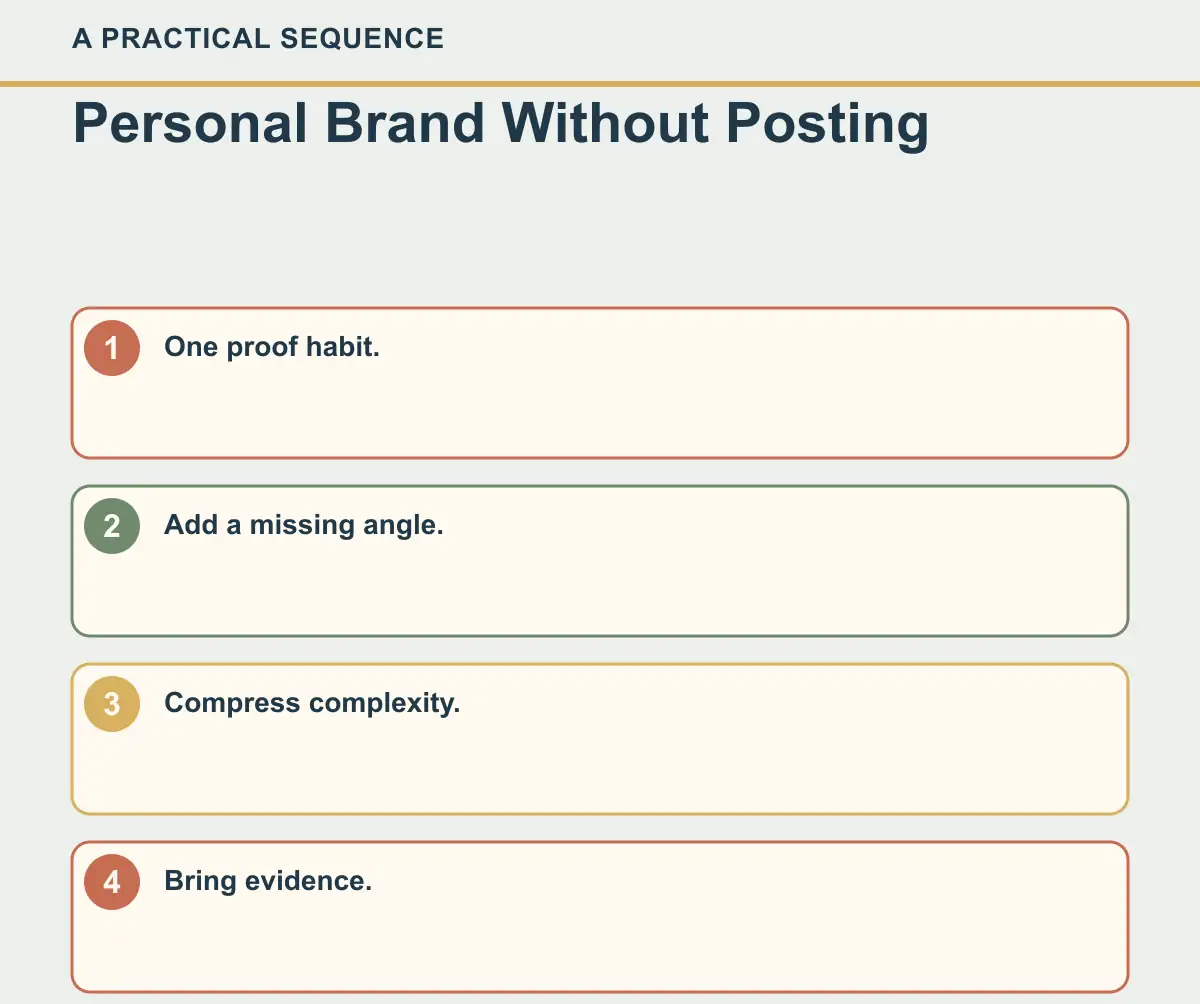 A PRACTICAL SEQUENCE
Personal Brand Without Posting
1 One proof habit.
2 Add a missing angle.
3 Compress complexity.
4 Bring evidence.